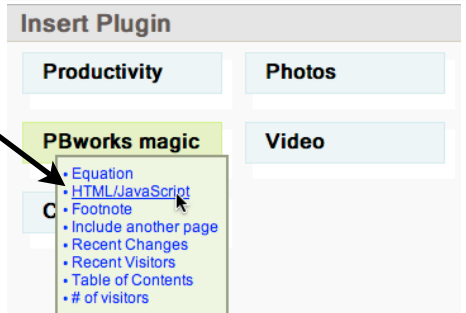 Insert Plugin
Productivity Photos
PBworks magic Video
• Equation
• HTML/JavaScript
C
• Footnote
• Include another page
• Recent Changes
• Recent Visitors
• Table of Contents
• # of visitors